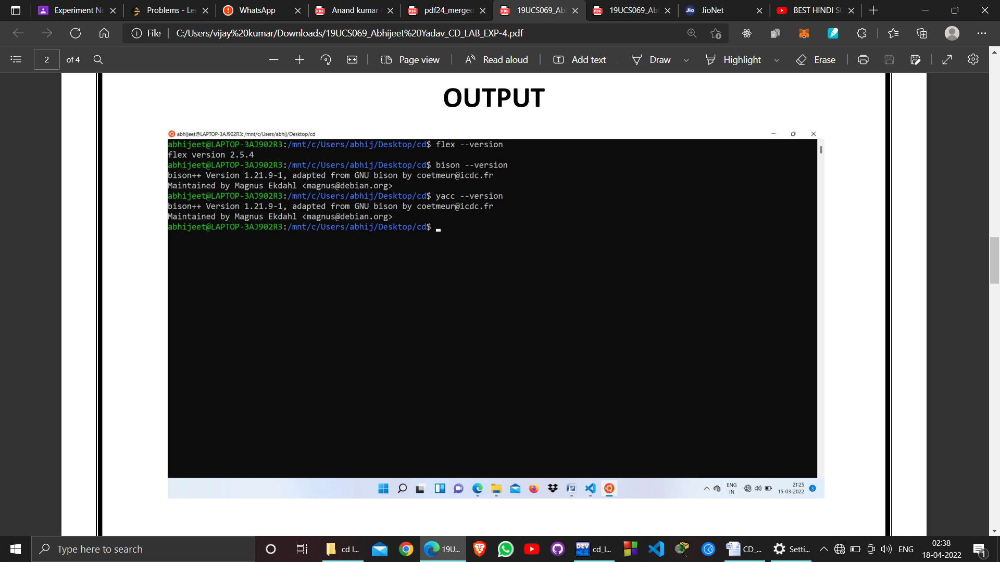 Experiment No
Problems - Le
WhatsApp
Anand kumar
pdf24_merged
19UCS069_Ab
19UCS069_Ab
JioNet
BEST HINDI S
File
C:/Users/vijay%20kumar/Downloads/19UCS069_Abhijeet%20Yadav_CD_LAB_EXP-4.pdf
2 of 4
Page view
Read aloud
Add text
Draw
Highlight
Erase
OUTPUT
abhijeet@LAPTOP-3AJ902R3: /mnt/c/Users/abhij/Desktop/cd
abhijeet@LAPTOP-3AJ902R3:/mnt/c/Users/abhij/Desktop/cd$ flex --version
flex version 2.5.4
abhijeet@LAPTOP-3AJ902R3:/mnt/c/Users/abhij/Desktop/cd$ bison --version
bison++ Version 1.21.9-1, adapted from GNU bison by coetmeur@icdc.fr
Maintained by Magnus Ekdahl <magnus@debian.org>
abhijeet@LAPTOP-3AJ902R3:/mnt/c/Users/abhij/Desktop/cd$ yacc --version
bison++ Version 1.21.9-1, adapted from GNU bison by coetmeur@icdc.fr
Maintained by Magnus Ekdahl <magnus@debian.org>
abhijeet@LAPTOP-3AJ902R3:/mnt/c/Users/abhij/Desktop/cd$
ENG
IN
21:25
15-03-2022
3
Type here to search
cd l...
19U...
DEV
cd_l...
CD_...
Setti...
ENG
02:38
18-04-2022
1